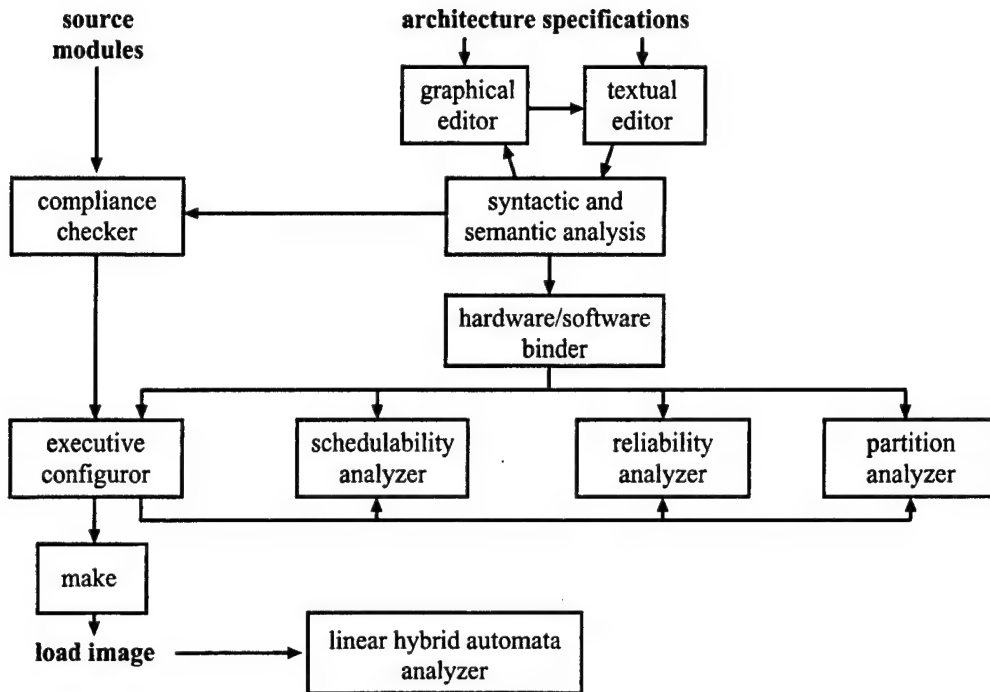 source
modules
architecture specifications
graphical
editor
textual
editor
compliance
checker
syntactic and
semantic analysis
hardware/software
binder
executive
configuror
schedulability
analyzer
reliability
analyzer
partition
analyzer
make
load image
linear hybrid automata
analyzer